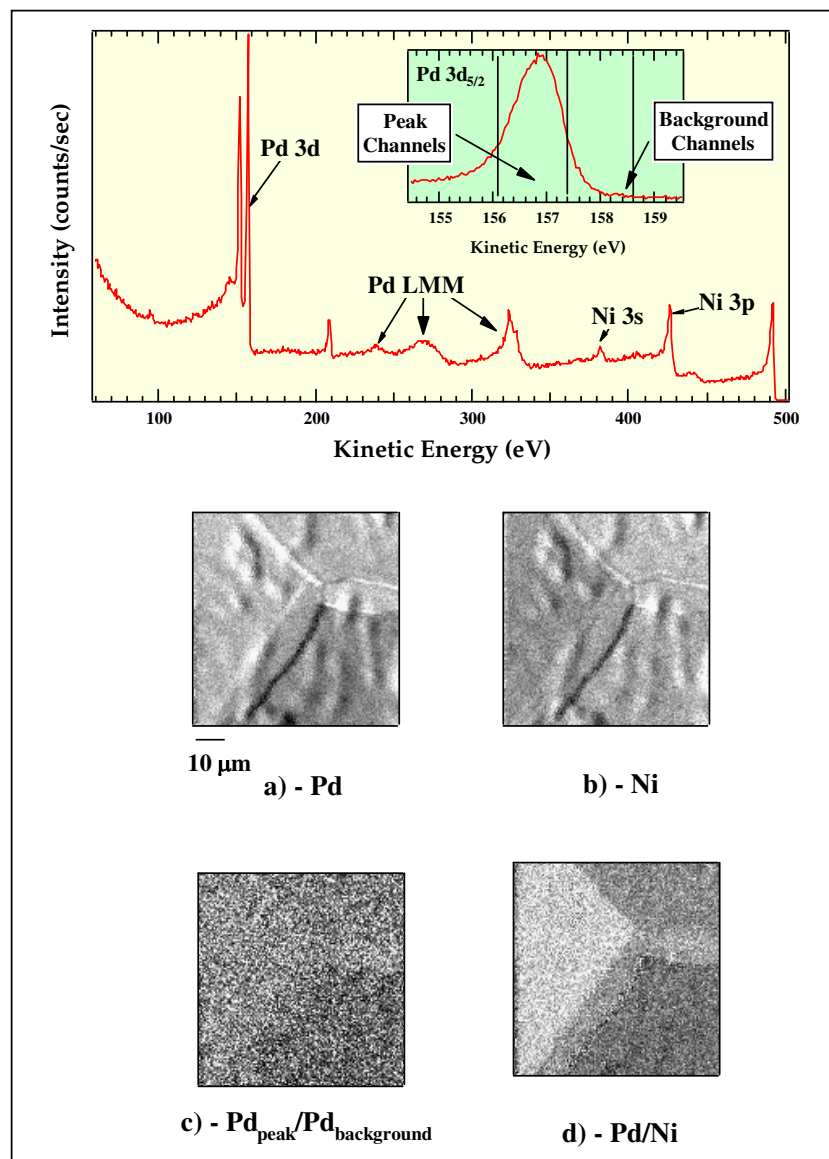 Intensity (counts/sec)
Pd 3d
Pd 3d5/2
Peak
Channels
Background
Channels
155 156 157 158 159
Kinetic Energy (eV)
Pd LMM
Ni 3s
Ni 3p
100 200 300 400 500
Kinetic Energy (eV)
10 μm
a) - Pd
b) - Ni
c) - Pdpeak/Pdbackground
d) - Pd/Ni